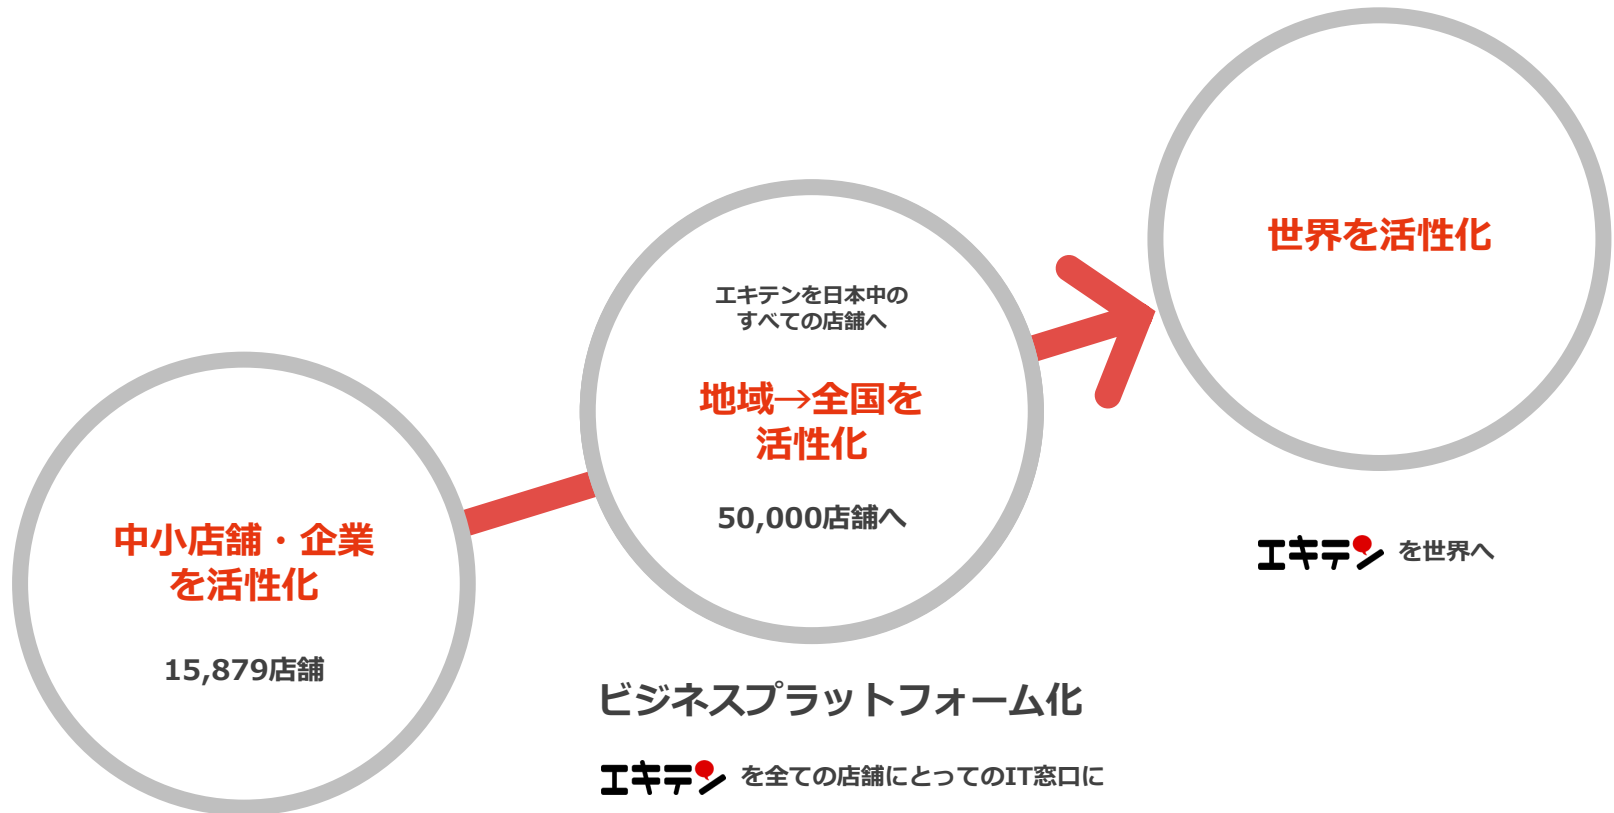 中小店舗・企業
を活性化
15,879店舗
エキテンを日本中の
すべての店舗へ
地域→全国を
活性化
50,000店舗へ
ビジネスプラットフォーム化
エキテン を全ての店舗にとってのIT窓口に
世界を活性化
エキテン を世界へ